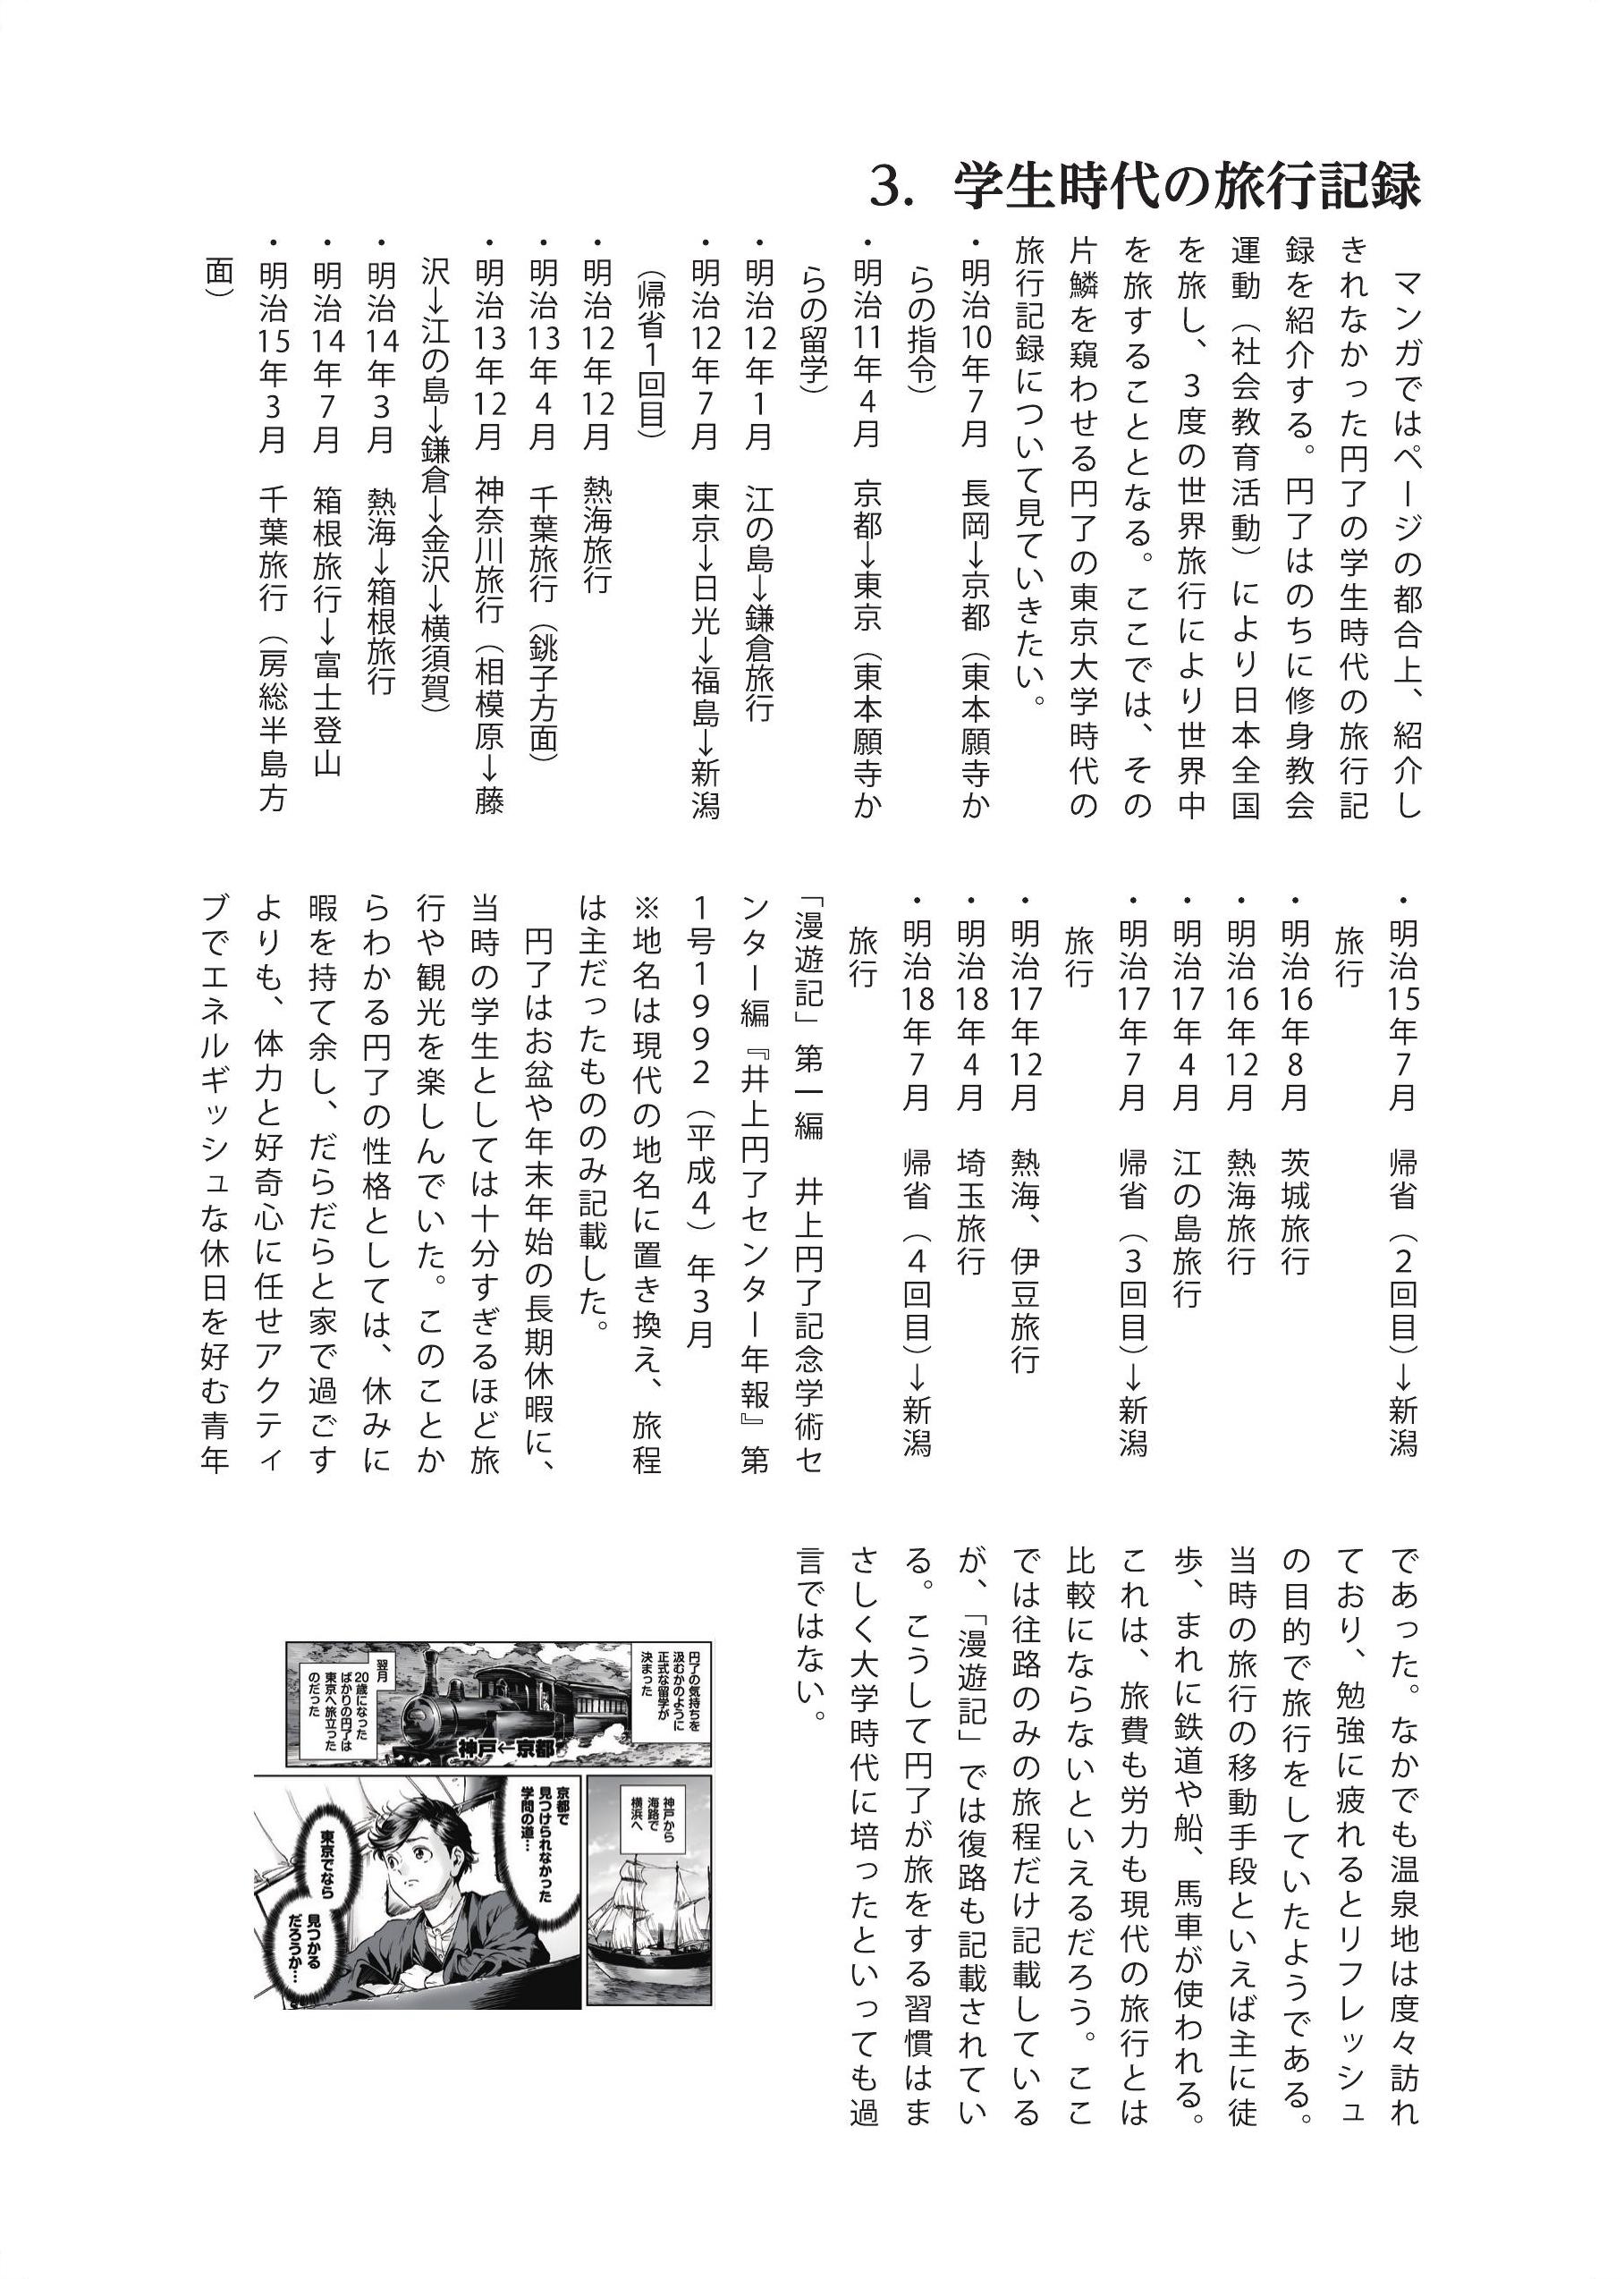 3．学生時代の旅行記録
マンガではページの都合上、紹介し
きれなかった円了の学生時代の旅行記
録を紹介する。円了はのちに修身教会
運動（社会教育活動）により日本全国
を旅し、3度の世界旅行により世界中
を旅することとなる。ここでは、その
片鱗を窺わせる円了の東京大学時代の
旅行記録について見ていきたい。
・明治10年7月　長岡→京都（東本願寺か
らの指令）
・明治11年4月　京都→東京（東本願寺か
らの留学）
・明治12年1月　江の島→鎌倉旅行
・明治12年7月　東京→日光→福島→新潟
（帰省1回目）
・明治12年12月　熱海旅行
・明治13年4月　千葉旅行（銚子方面）
・明治13年12月　神奈川旅行（相模原→藤
沢→江の島→鎌倉→金沢→横須賀）
・明治14年3月　熱海→箱根旅行
・明治14年7月　箱根旅行→富士登山
・明治15年3月　千葉旅行（房総半島方
面）
・明治15年7月　帰省（2回目）→新潟
旅行
・明治16年8月　茨城旅行
・明治16年12月　熱海旅行
・明治17年4月　江の島旅行
・明治17年7月　帰省（3回目）→新潟
旅行
・明治17年12月　熱海、伊豆旅行
・明治18年4月　埼玉旅行
・明治18年7月　帰省（4回目）→新潟
旅行
「漫遊記」第一編　井上円了記念学術セ
ンター編『井上円了センター年報』第
1号1992（平成4）年3月
※地名は現代の地名に置き換え、旅程
は主だったもののみ記載した。
円了はお盆や年末年始の長期休暇に、
当時の学生としては十分すぎるほど旅
行や観光を楽しんでいた。このことか
らわかる円了の性格としては、休みに
暇を持て余し、だらだらと家で過ごす
よりも、体力と好奇心に任せアクティ
ブでエネルギッシュな休日を好む青年
であった。なかでも温泉地は度々訪れ
ており、勉強に疲れるとリフレッシュ
の目的で旅行をしていたようである。
当時の旅行の移動手段といえば主に徒
歩、まれに鉄道や船、馬車が使われる。
これは、旅費も労力も現代の旅行とは
比較にならないといえるだろう。ここ
では往路のみの旅程だけ記載している
が、「漫遊記」では復路も記載されてい
る。こうして円了が旅をする習慣はま
さしく大学時代に培ったといっても過
言ではない。
円了の気持ちを
汲むかのように
正式な留学が
決まった
神戸←京都
翌月
20歳になった
ばかりの円了は
東京へ旅立った
のだった
神戸から
海路で
横浜へ
京都で
見つけられなかった
学問の道…
東京でなら
見つかる
だろうか…